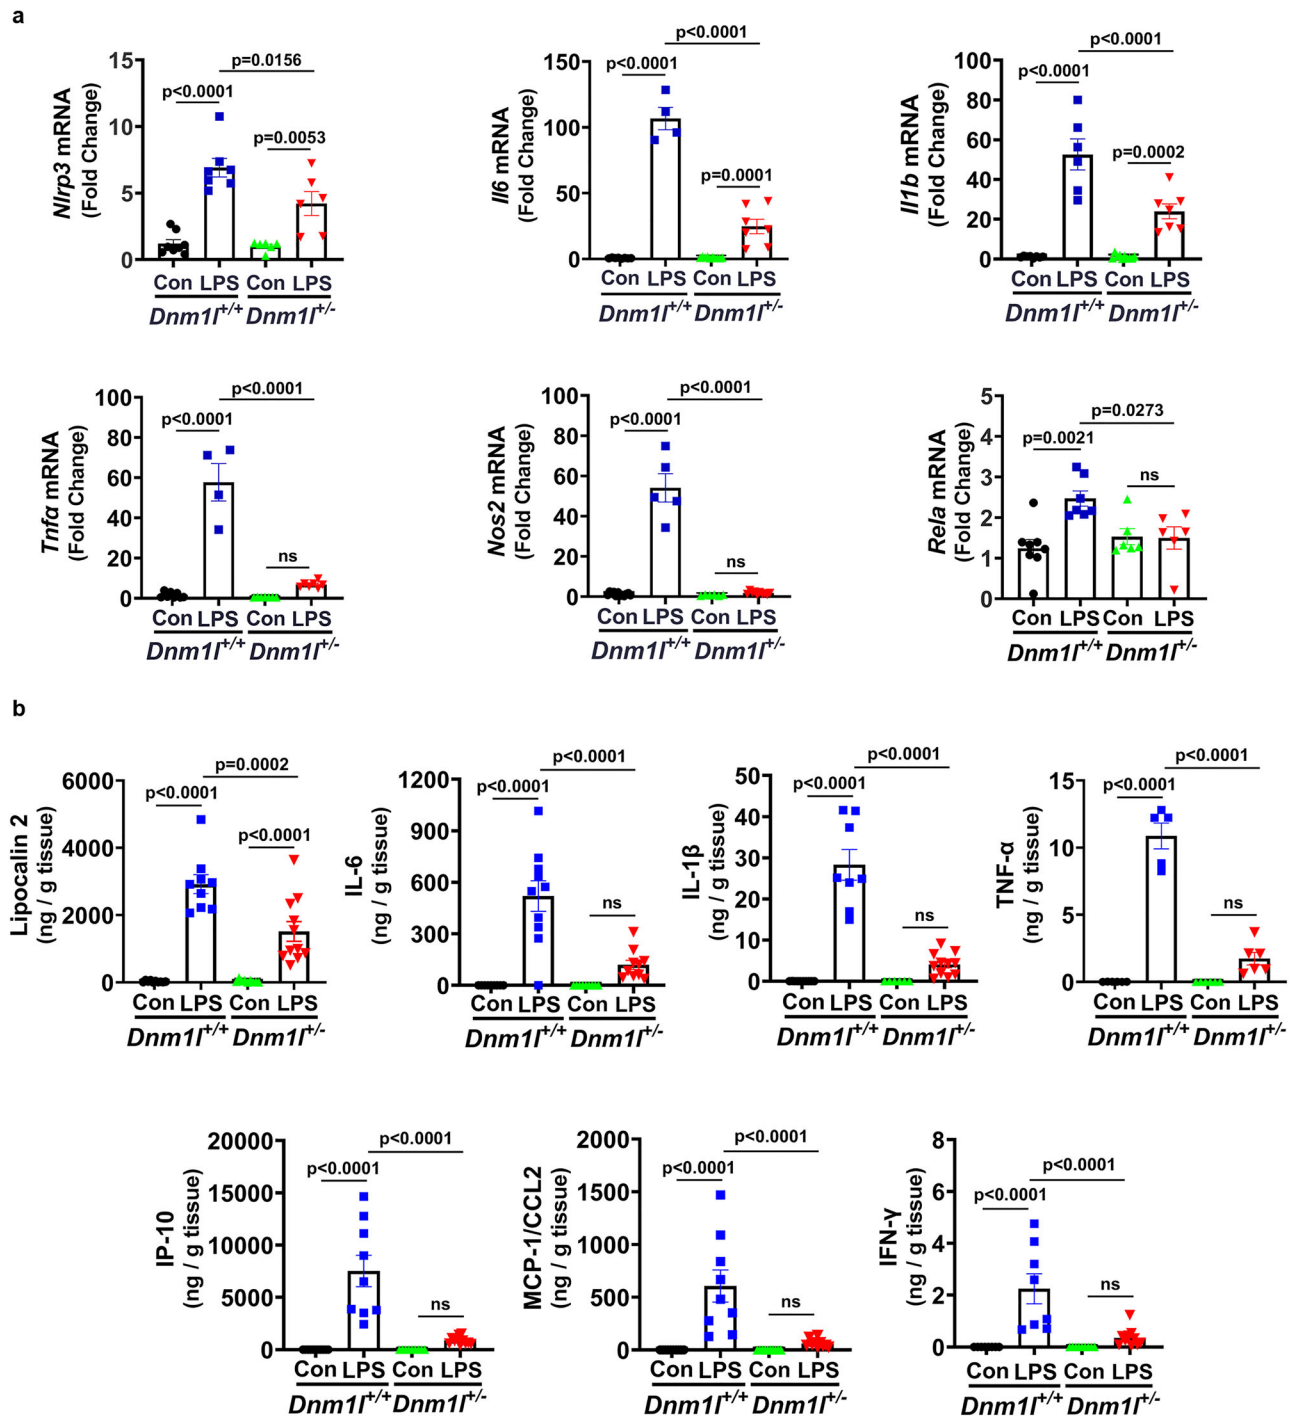 a
p=0.0156
p<0.0001
p=0.0053
Nlrp3 mRNA
(Fold Change)
15
10
5
0
Con LPS Con LPS
Dnm1l+/+ Dnm1l+/-
p<0.0001
p<0.0001
p=0.0001
Il6 mRNA
(Fold Change)
150
100
50
0
Con LPS Con LPS
Dnm1l+/+ Dnm1l+/-
p<0.0001
p<0.0001
p=0.0002
Il1b mRNA
(Fold Change)
100
80
60
40
20
0
Con LPS Con LPS
Dnm1l+/+ Dnm1l+/-
p<0.0001
p<0.0001
ns
Tnfα mRNA
(Fold Change)
100
80
60
40
20
0
Con LPS Con LPS
Dnm1l+/+ Dnm1l+/-
p<0.0001
p<0.0001
ns
Nos2 mRNA
(Fold Change)
100
80
60
40
20
0
Con LPS Con LPS
Dnm1l+/+ Dnm1l+/-
p=0.0273
p=0.0021
ns
Rela mRNA
(Fold Change)
5
4
3
2
1
0
Con LPS Con LPS
Dnm1l+/+ Dnm1l+/-
b
p=0.0002
p<0.0001
p<0.0001
Lipocalin 2
(ng / g tissue)
6000
4000
2000
0
Con LPS Con LPS
Dnm1l+/+ Dnm1l+/-
p<0.0001
p<0.0001
ns
IL-6
(ng / g tissue)
1200
900
600
300
0
Con LPS Con LPS
Dnm1l+/+ Dnm1l+/-
p<0.0001
p<0.0001
ns
IL-1β
(ng / g tissue)
50
40
30
20
10
0
Con LPS Con LPS
Dnm1l+/+ Dnm1l+/-
p<0.0001
p<0.0001
ns
TNF-α
(ng / g tissue)
15
10
5
0
Con LPS Con LPS
Dnm1l+/+ Dnm1l+/-
p<0.0001
p<0.0001
ns
IP-10
(ng / g tissue)
20000
15000
10000
5000
0
Con LPS Con LPS
Dnm1l+/+ Dnm1l+/-
p<0.0001
p<0.0001
ns
MCP-1/CCL2
(ng / g tissue)
2000
1500
1000
500
0
Con LPS Con LPS
Dnm1l+/+ Dnm1l+/-
p<0.0001
p<0.0001
ns
IFN-γ
(ng / g tissue)
8
6
4
2
0
Con LPS Con LPS
Dnm1l+/+ Dnm1l+/-